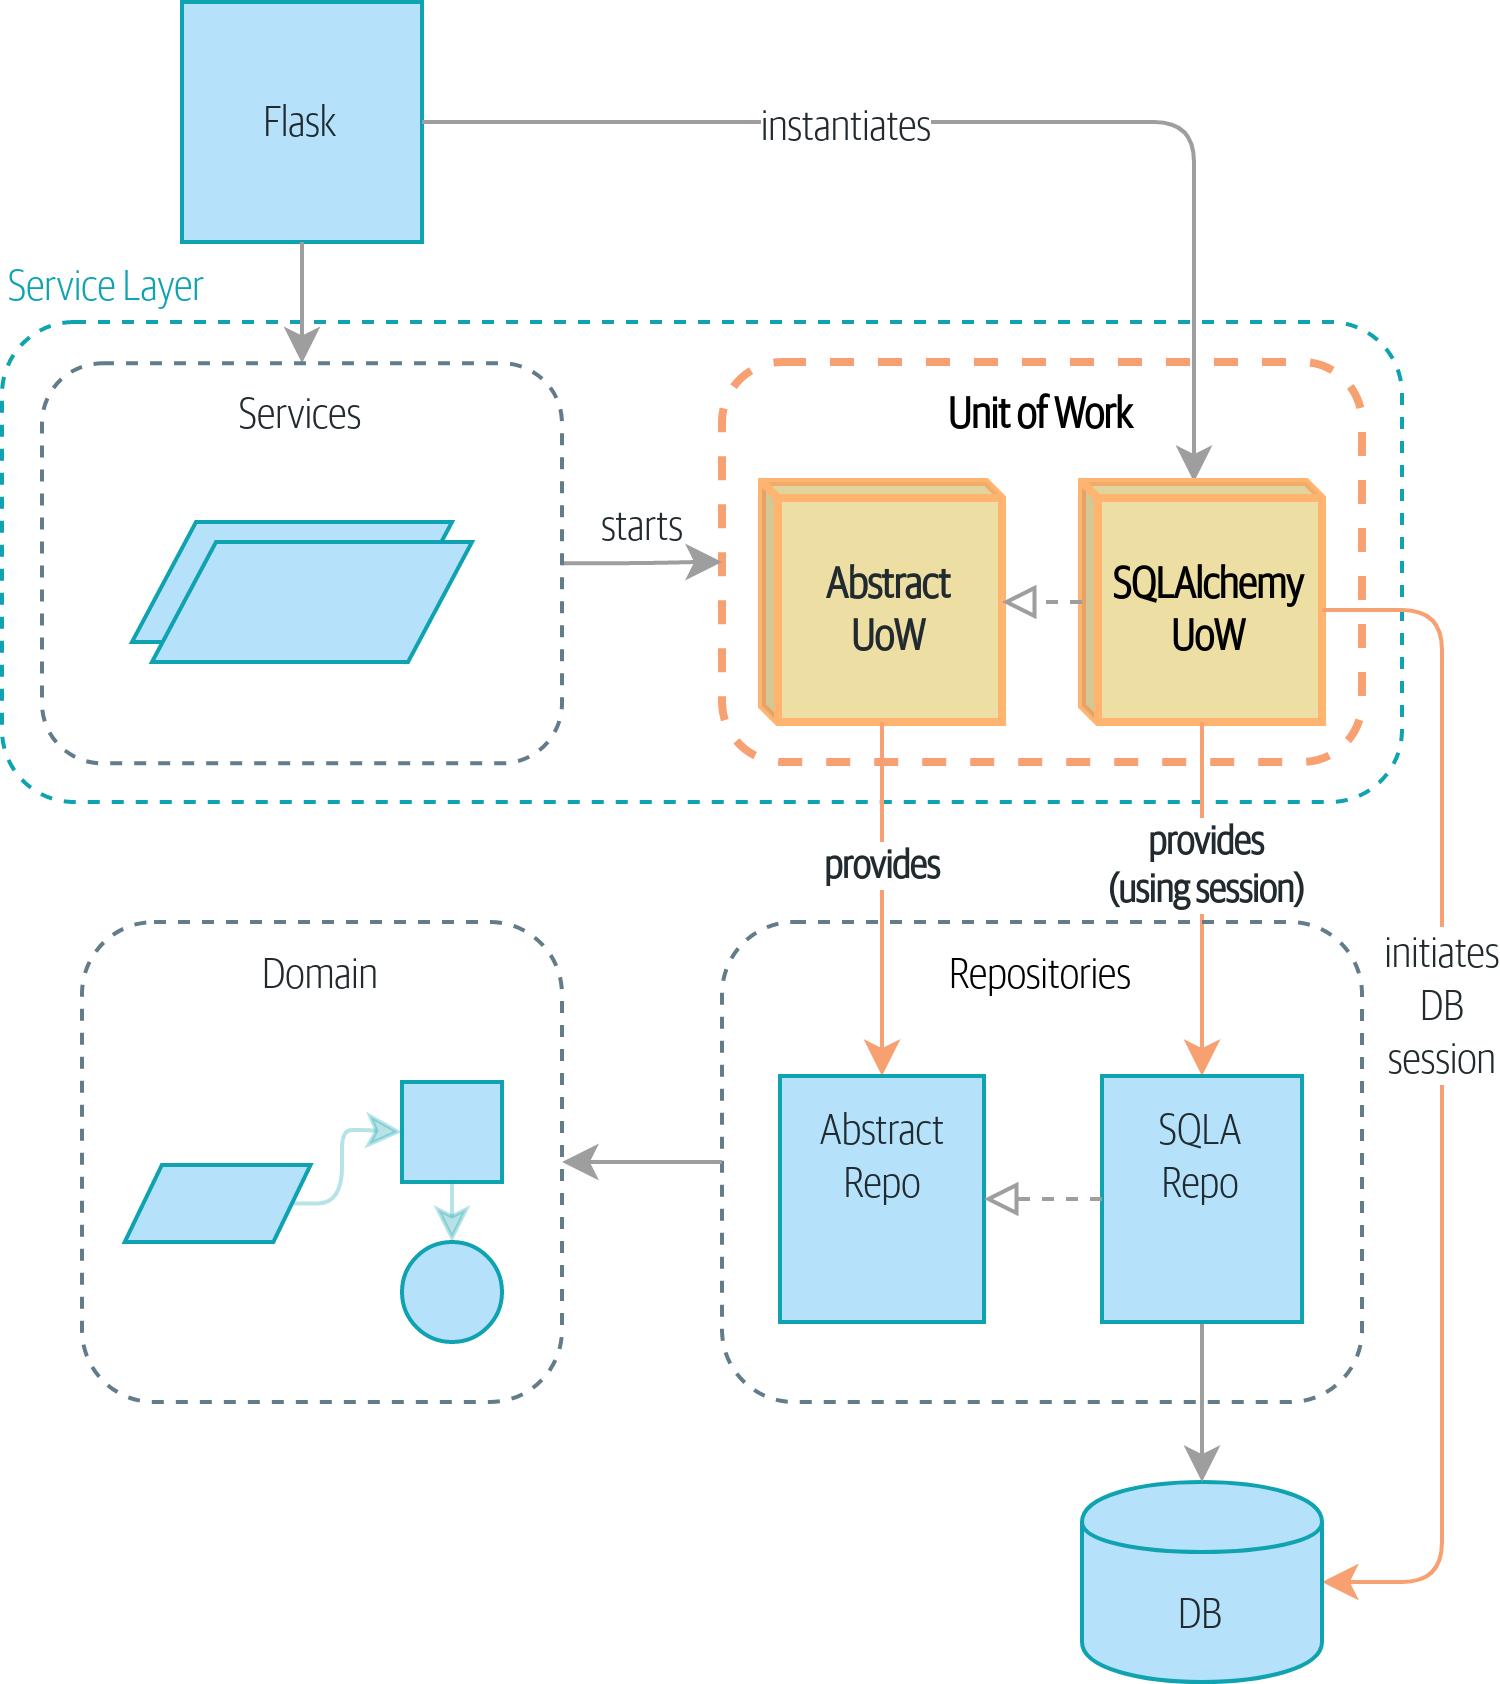 Flask
instantiates
Service Layer
Services
Unit of Work
starts
Abstract
UoW
SQLAlchemy
UoW
provides
provides
(using session)
initiates
DB
session
Domain
Repositories
Abstract
Repo
SQLA
Repo
DB